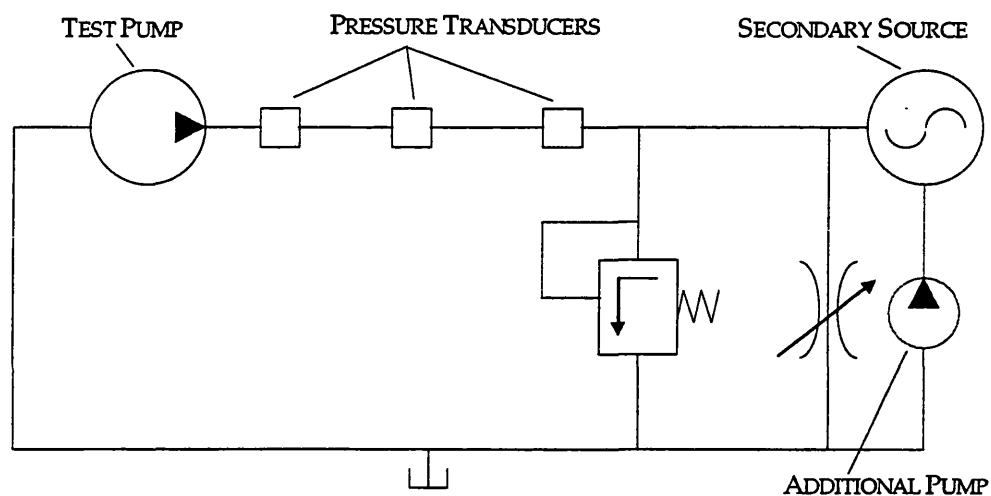 TEST PUMP
PRESSURE TRANSDUCERS
SECONDARY SOURCE
ADDITIONAL PUMP